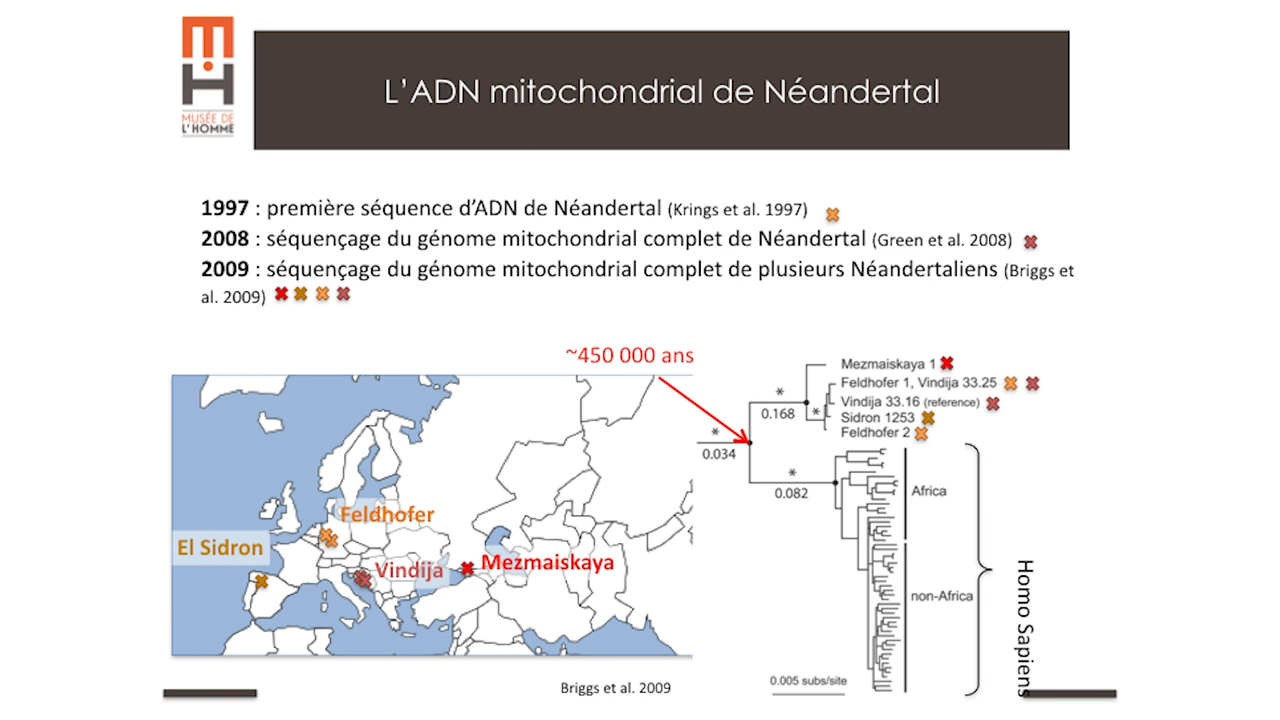 MUSÉE DE
L'HOMME
L'ADN mitochondrial de Néandertal
1997 : première séquence d'ADN de Néandertal (Krings et al. 1997)
2008 : séquençage du génome mitochondrial complet de Néandertal (Green et al. 2008)
2009 : séquençage du génome mitochondrial complet de plusieurs Néandertaliens (Briggs et
al. 2009)
~450 000 ans
Feldhofer
El Sidron
Vindija
Mezmaiskaya
Briggs et al. 2009
Mezmaiskaya 1
Feldhofer 1, Vindija 33.25
Vindija 33.16 (reference)
Sidron 1253
Feldhofer 2
*
0.168
*
*
0.034
*
0.082
Africa
non-Africa
Homo Sapiens
0.005 subs/site